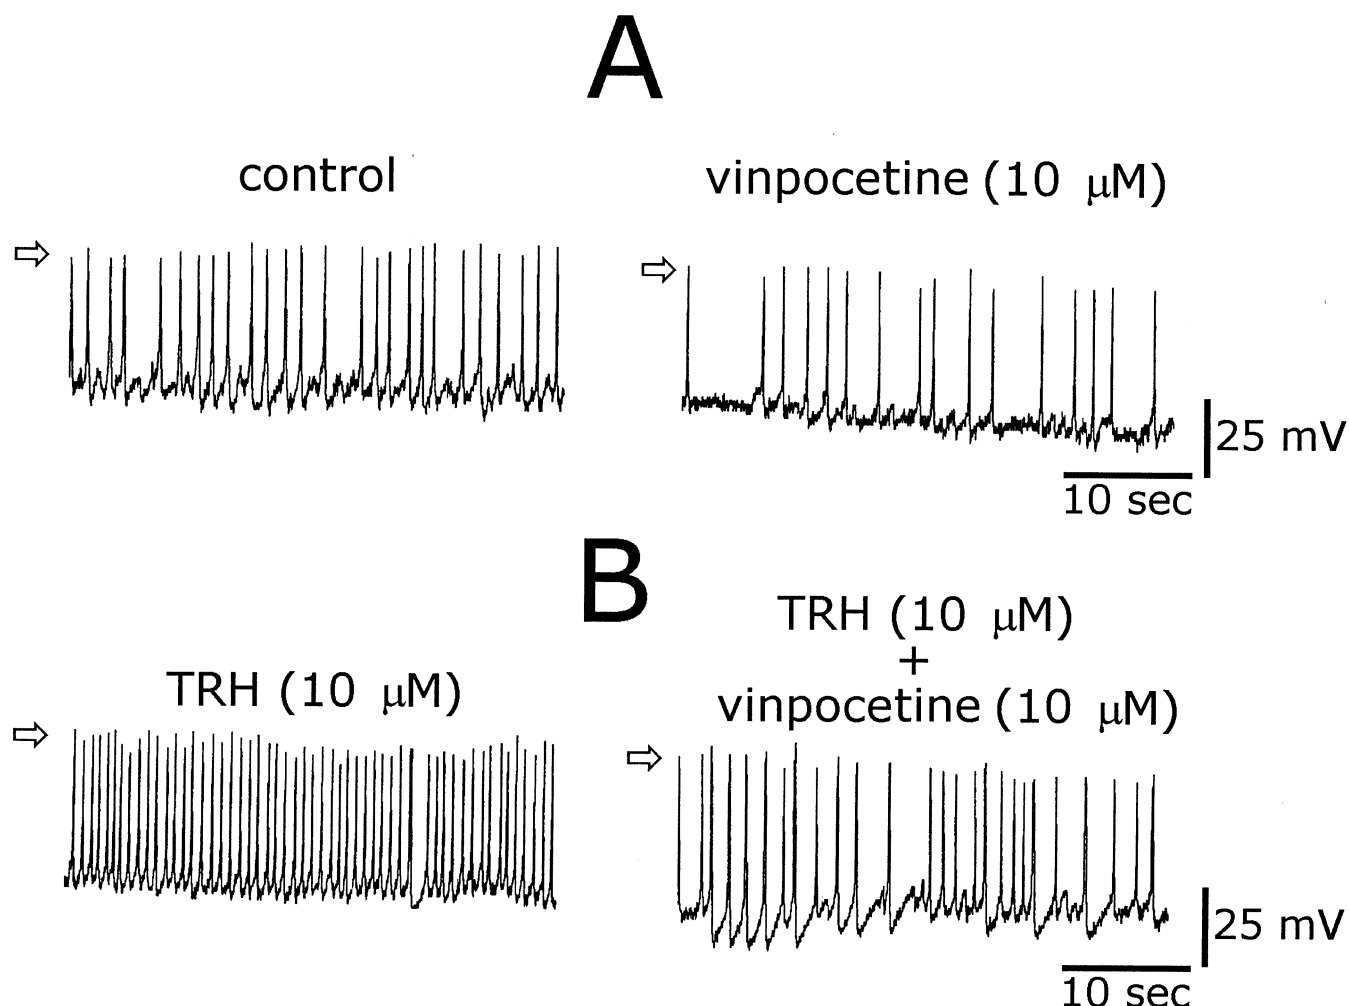 A
control
vinpocetine (10 μM)
25 mV
10 sec
B
TRH (10 μM)
TRH (10 μM)
+
vinpocetine (10 μM)
25 mV
10 sec